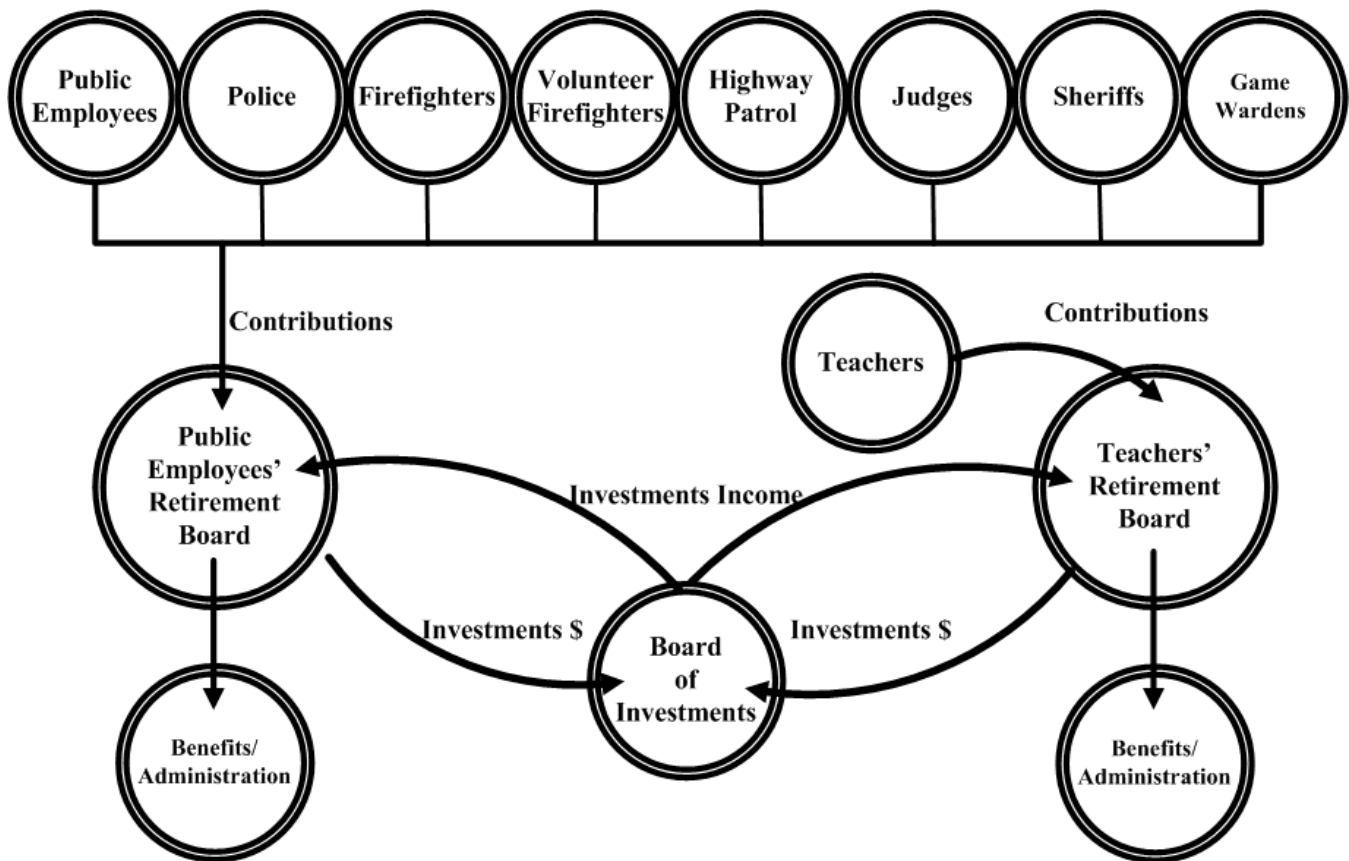 Public
Employees
Police
Firefighters
Volunteer
Firefighters
Highway
Patrol
Judges
Sheriffs
Game
Wardens
Contributions
Contributions
Teachers
Public
Employees’
Retirement
Board
Teachers’
Retirement
Board
Investments Income
Investments $
Investments $
Board
of
Investments
Benefits/
Administration
Benefits/
Administration